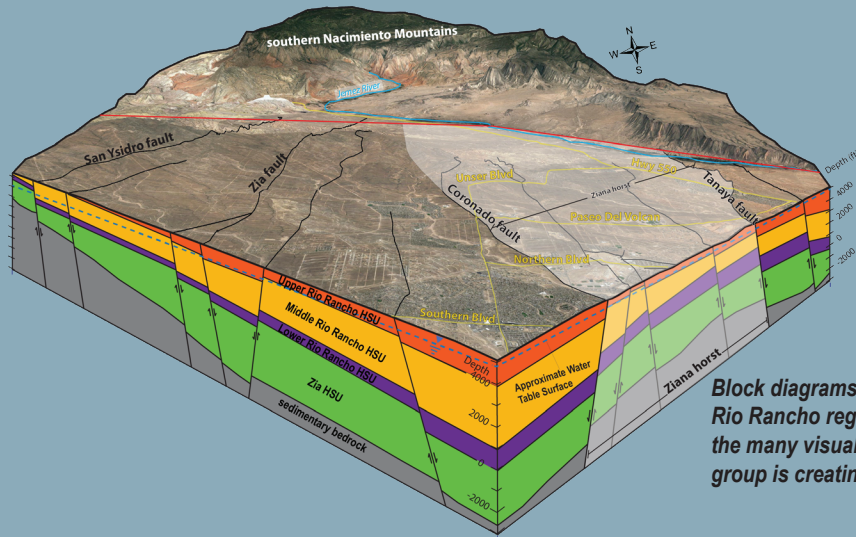 southern Nacimiento Mountains
N
W E
S
Jemez River
San Ysidro fault
Zia fault
Unser Blvd
Hwy 550
Ziana horst
Coronado fault
Tanaya fault
Paseo Del Volcan
Northern Blvd
Southern Blvd
Depth (ft)
4000
2000
0
-2000
Upper Rio Rancho HSU
Middle Rio Rancho HSU
Lower Rio Rancho HSU
Zia HSU
sedimentary bedrock
Depth
4000
2000
0
-2000
Approximate Water
Table Surface
Ziana horst
Block diagrams
Rio Rancho reg
the many visual
group is creatin